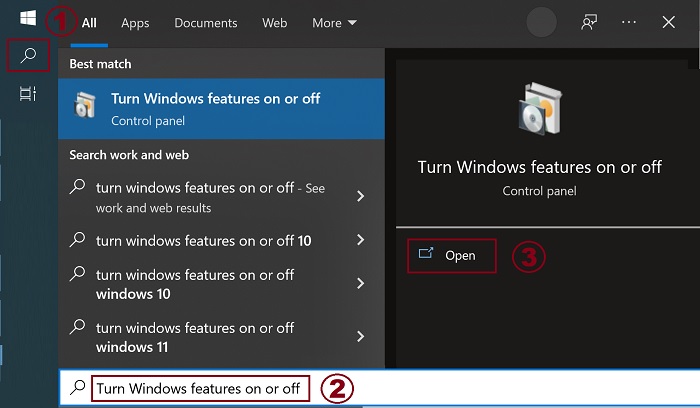 1
All Apps Documents Web More
Best match
Turn Windows features on or off
Control panel
Search work and web
turn windows features on or off - See
work and web results
turn windows features on or off 10
turn windows features on or off
windows 10
turn windows features on or off
windows 11
Turn Windows features on or off
2
Turn Windows features on or off
Control panel
Open
3